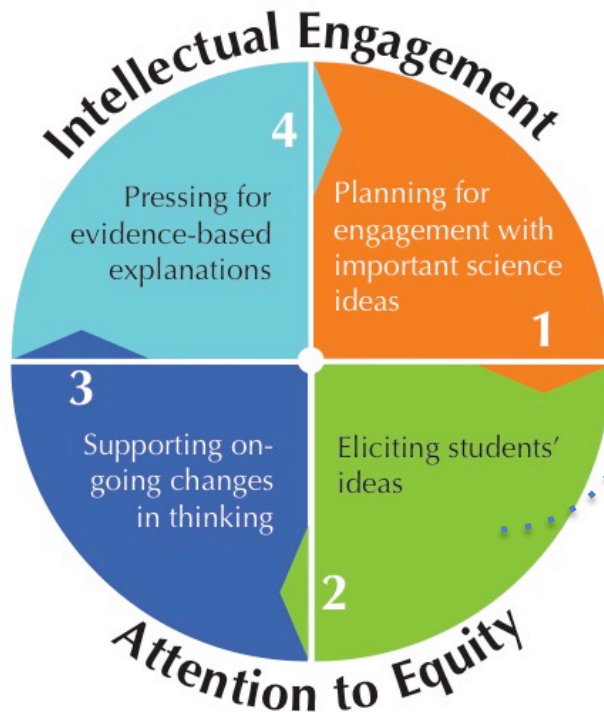 Intellectual Engagement
4
Pressing for
evidence-based
explanations
Planning for
engagement with
important science
ideas
1
3
Supporting on-
going changes
in thinking
Eliciting students'
ideas
2
Attention to Equity